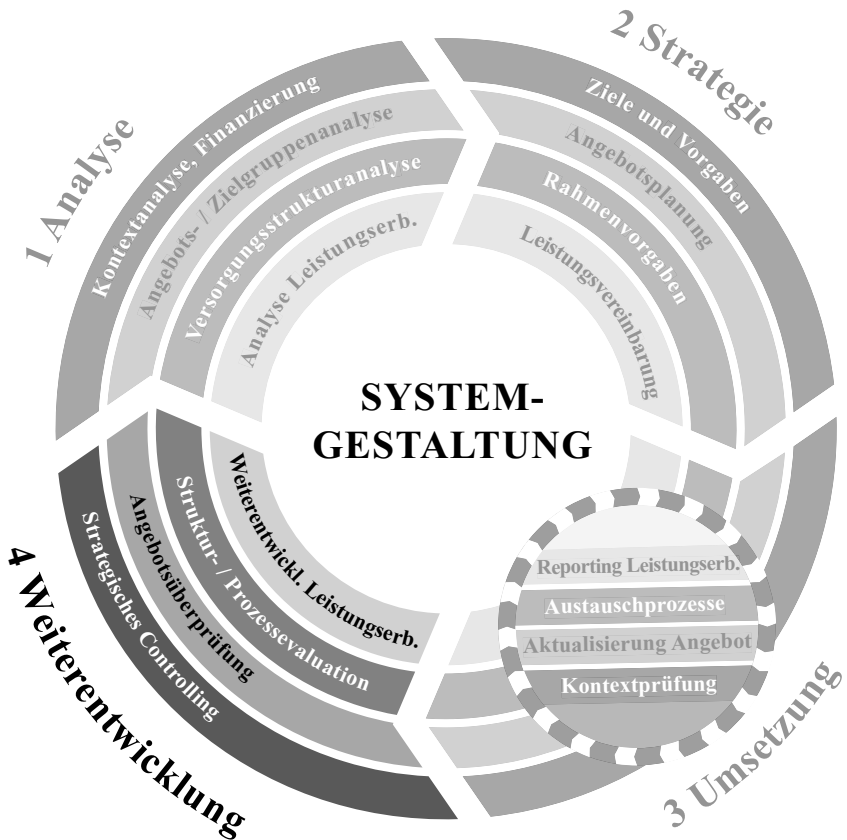 1 Analyse
Kontextanalyse, Finanzierung
Angebots- / Zielgruppenanalyse
Versorgungsstrukturanalyse
Analyse Leistungserb.
2 Strategie
Ziele und Vorgaben
Angebotsplanung
Rahmenvorgaben
Leistungsvereinbarung
SYSTEM-
GESTALTUNG
3 Umsetzung
Reporting Leistungserb.
Austauschprozesse
Aktualisierung Angebot
Kontextprüfung
4 Weiterentwicklung
Strategisches Controlling
Angebotsüberprüfung
Struktur- / Prozessevaluation
Weiterentwickl. Leistungserb.